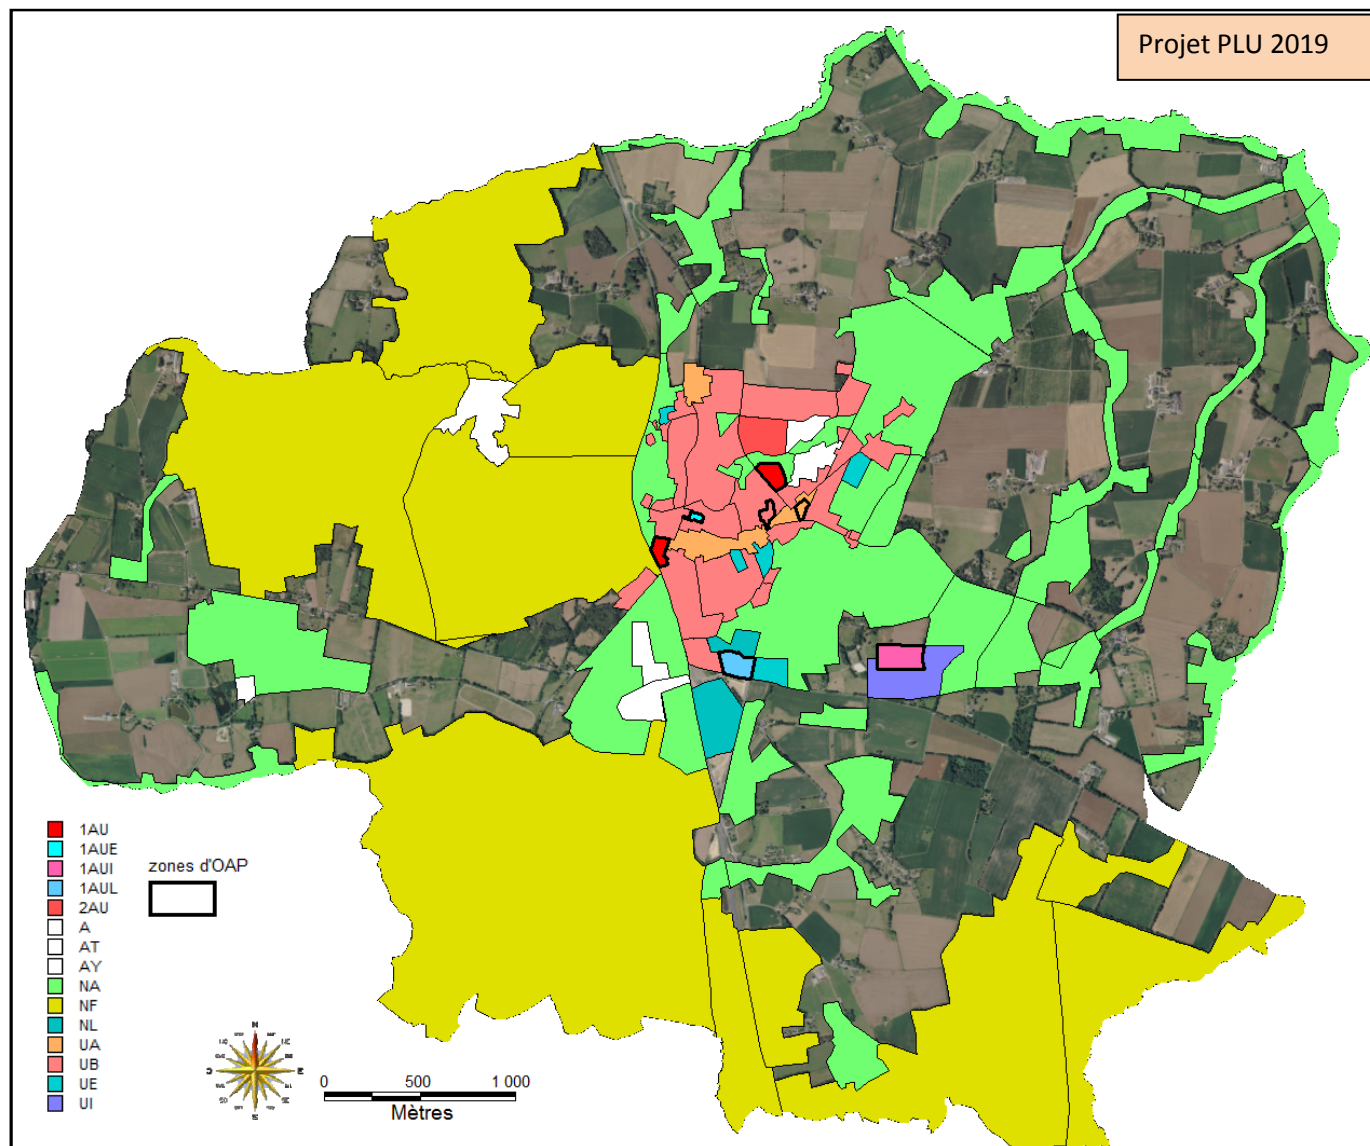 Projet PLU 2019
1AU
1AUE
1AUI
1AUL
2AU
A
AT
AY
NA
NF
NL
UA
UB
UE
UI
zones d'OAP
N
S
0 500 1 000
Mètres